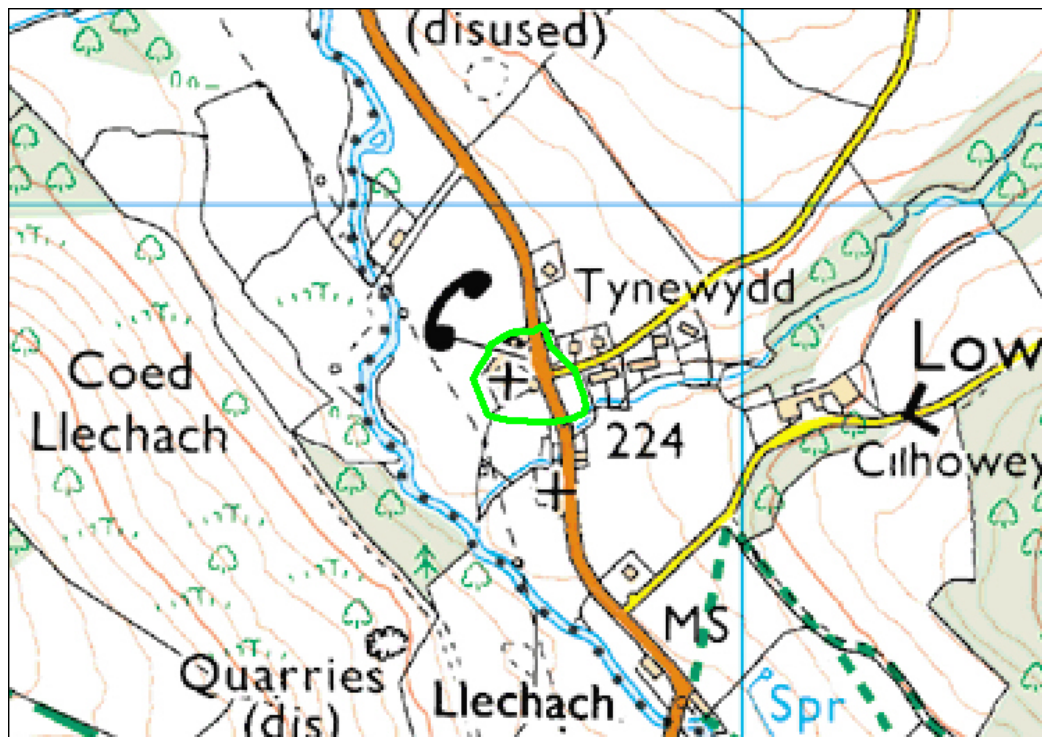 (disused)
Tynewydd
Low
Coed
Llechach
224
Cilhowey
MS
Quarries
(dis)
Llechach
Spr